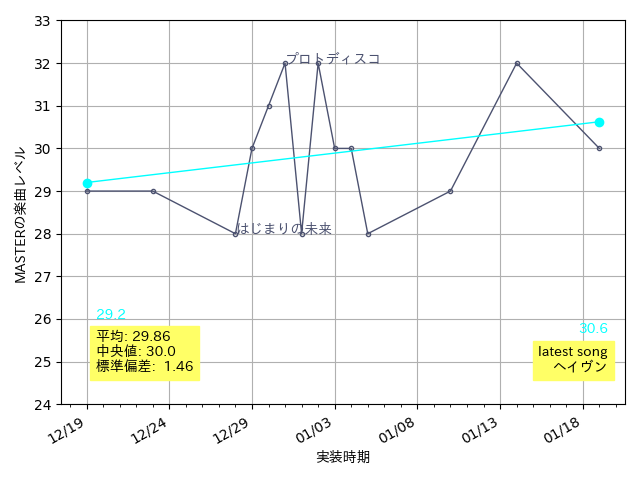 33
32
31
30
29
28
27
26
25
24
MASTERの楽曲レベル
プロトディスコ
はじまりの未来
29.2
平均: 29.86
中央値: 30.0
標準偏差: 1.46
30.6
latest song
ヘイヴン
12/19
12/24
12/29
01/03
01/08
01/13
01/18
実装時期